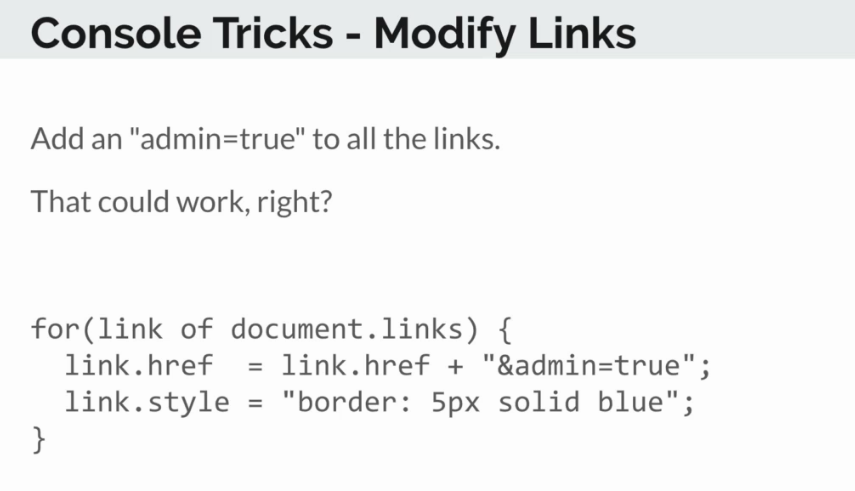 Console Tricks - Modify Links
Add an "admin=true" to all the links.
That could work, right?
for(link of document.links) {
  link.href  = link.href + "&admin=true";
  link.style = "border: 5px solid blue";
}